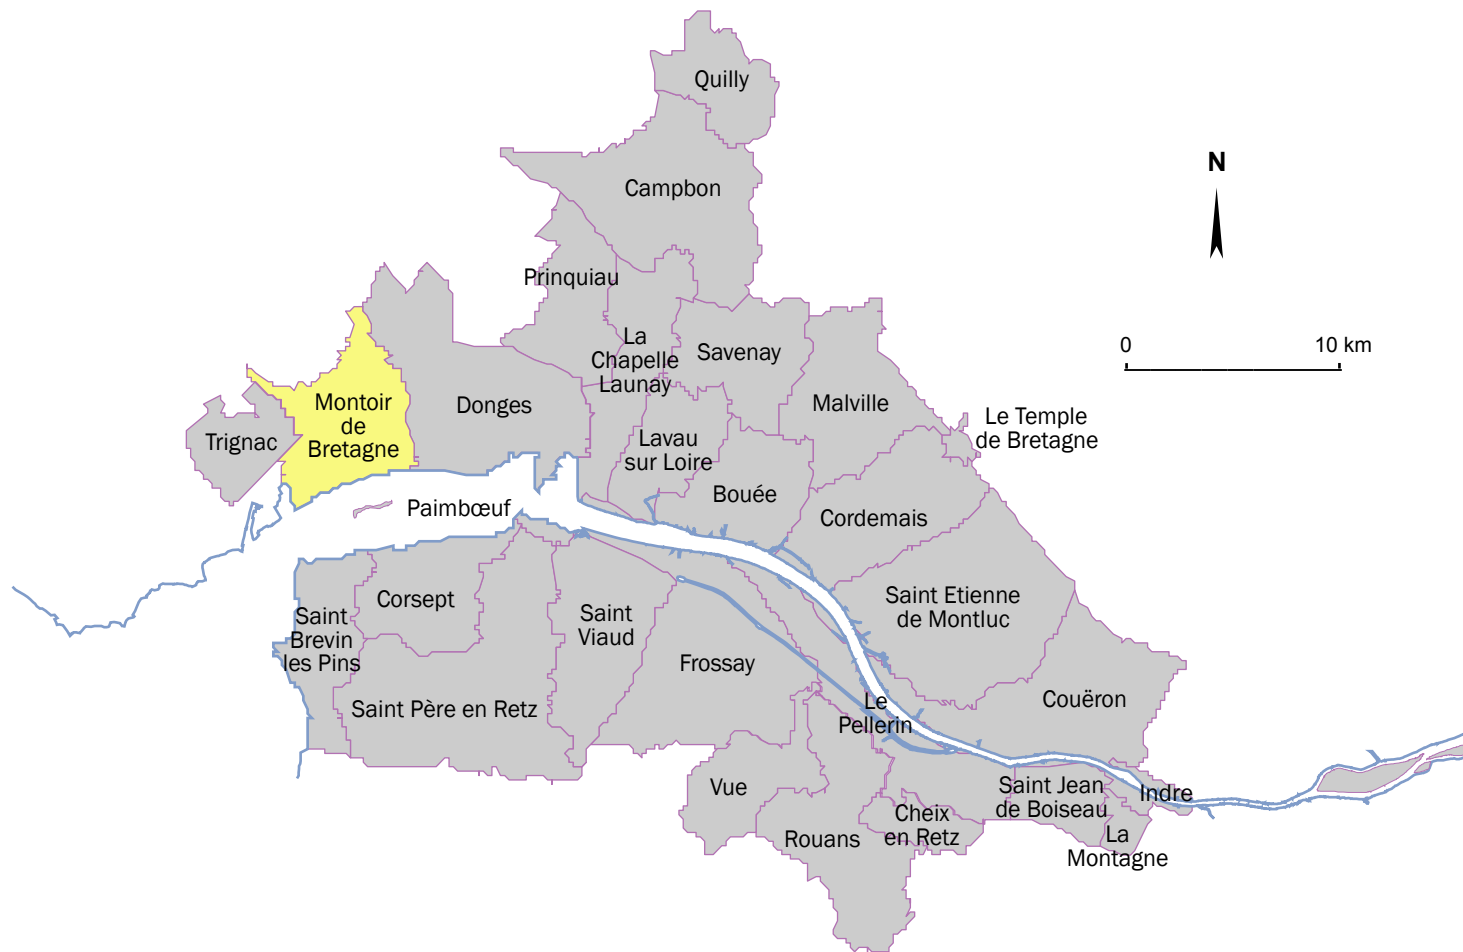 Quilly
N
Campbon
Prinquiau
0 10 km
La
Chapelle
Launay
Savenay
Montoir
de
Bretagne
Donges
Malville
Le Temple
de Bretagne
Trignac
Lavau
sur Loire
Bouée
Paimbœuf
Cordemais
Corsept
Saint Etienne
de Montluc
Saint
Brevin
les Pins
Saint
Viaud
Frossay
Couëron
Saint Père en Retz
Le
Pellerin
Vue
Saint Jean
de Boiseau
Indre
Rouans
Cheix
en Retz
La
Montagne